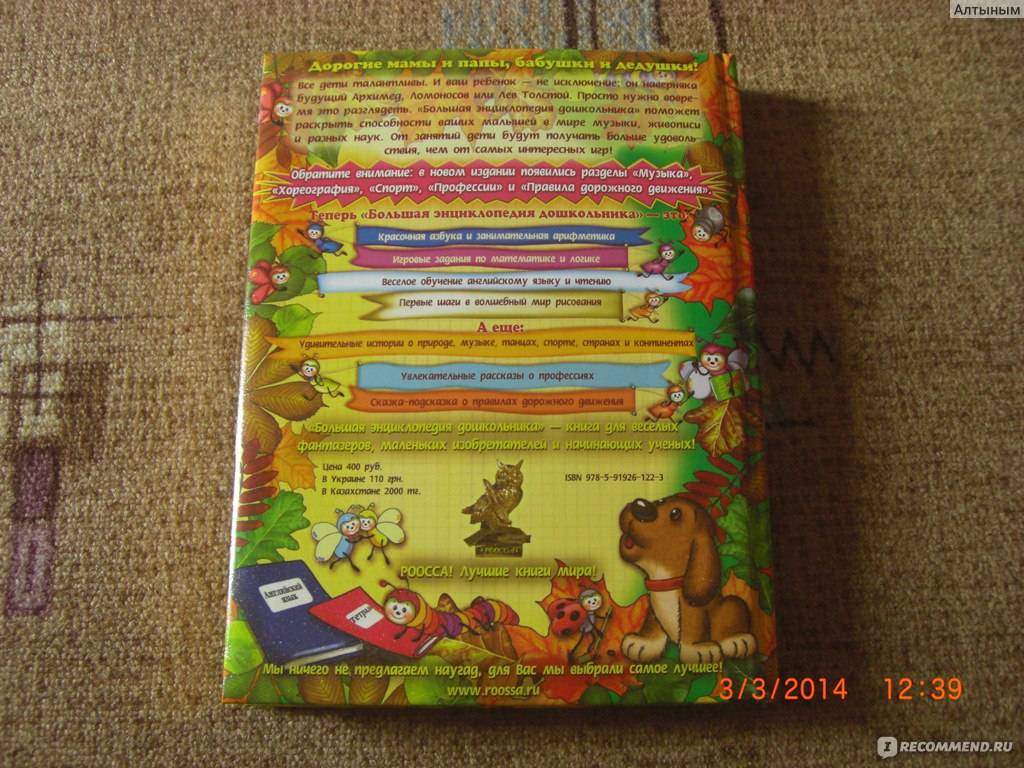 Алтыным
Дорогие мамы и папы, бабушки и дедушки!
Все дети талантливы. И ваш ребенок — не исключение: он наверняка
будущий Архимед, Ломоносов или Лев Толстой. Просто нужно вовре-
мя это разглядеть. «Большая энциклопедия дошкольника» поможет
раскрыть способности ваших малышей в мире музыки, живописи
и разных наук. От занятий дети будут получать больше удоволь-
ствия, чем от самых интересных игр!
Обратите внимание: в новом издании появились разделы «Музыка»,
«Хореография», «Спорт», «Профессии» и «Правила дорожного движения».
Теперь «Большая энциклопедия дошкольника» — это
Красочная азбука и занимательная арифметика
Игровые задания по математике и логике
Веселое обучение английскому языку и чтению
Первые шаги в волшебный мир рисования
А еще:
Удивительные истории о природе, музыке, танцах, спорте, странах и континентах
Увлекательные рассказы о профессиях
Сказка-подсказка о правилах дорожного движения
«Большая энциклопедия дошкольника» — книга для веселых
фантазеров, маленьких изобретателей и начинающих ученых!
Цена 400 руб.
В Украине 110 грн.
В Казахстане 2000 тг.
ISBN 978-5-91926-122-3
РООССА
РООССА! Лучшие книги мира!
Английский
язык
тетрадь
Мы ничего не предлагаем наугад, для Вас мы выбрали самое лучшее!
www.roossa.ru
3/3/2014 12:39
IRECOMMEND.RU